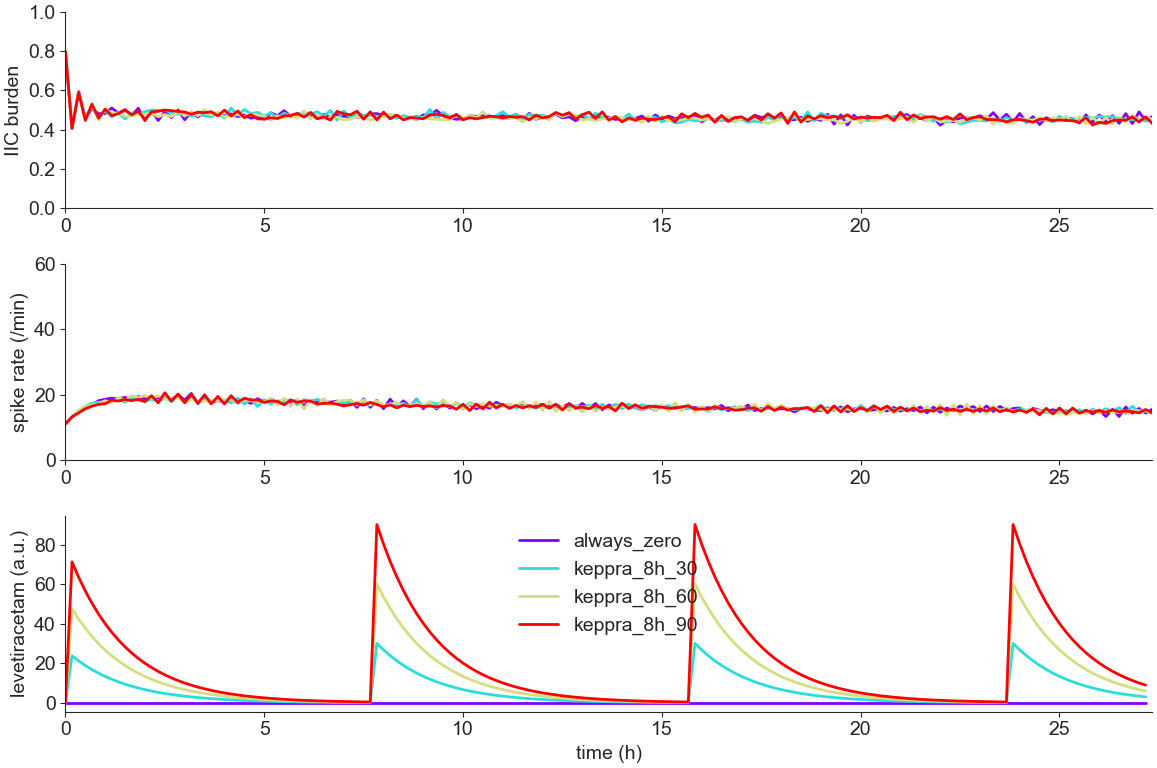 1.0
0.8
0.6
0.4
0.2
0.0
IIC burden
0 5 10 15 20 25
60
40
20
0
spike rate (/min)
0 5 10 15 20 25
80
60
40
20
0
levetiracetam (a.u.)
always_zero
keppra_8h_30
keppra_8h_60
keppra_8h_90
0 5 10 15 20 25
time (h)